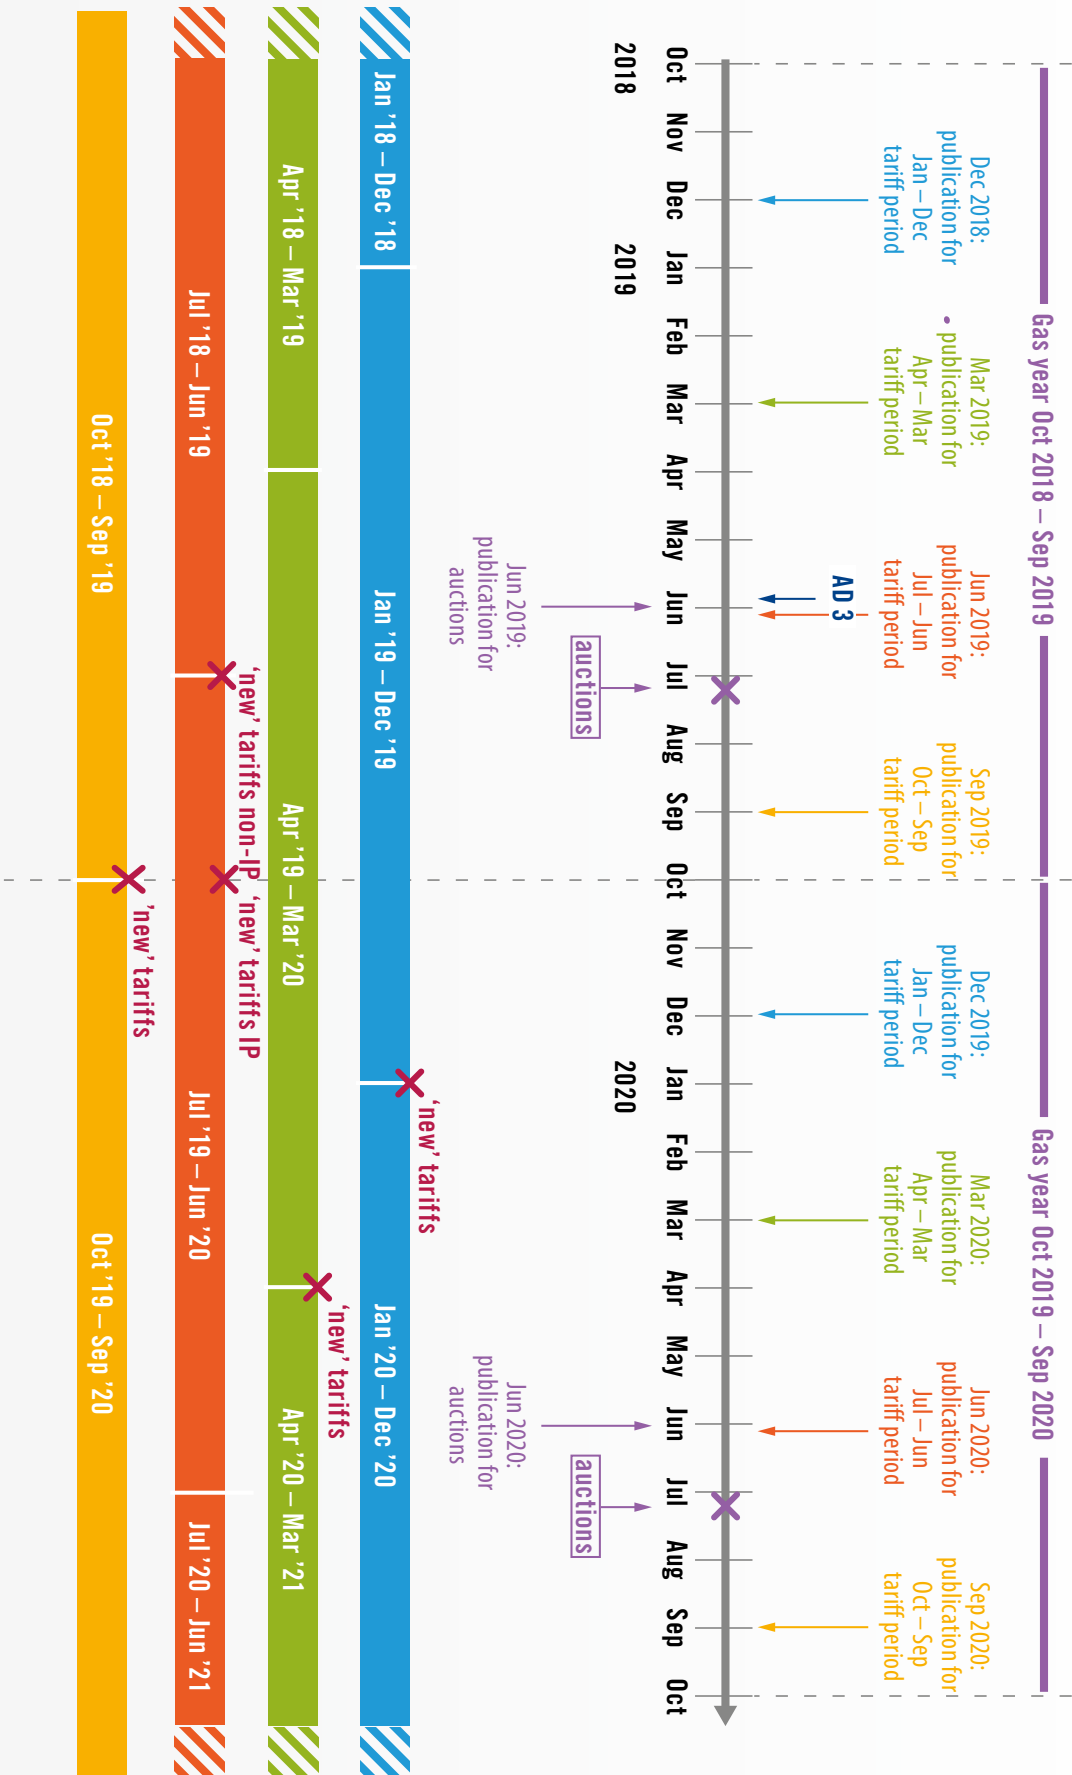 Gas year Oct 2018 – Sep 2019
Gas year Oct 2019 – Sep 2020
Dec 2018:
publication for
Jan – Dec
tariff period
Mar 2019:
• publication for
Apr – Mar
tariff period
Jun 2019:
publication for
Jul – Jun
tariff period
Sep 2019:
publication for
Oct – Sep
tariff period
Dec 2019:
publication for
Jan – Dec
tariff period
Mar 2020:
publication for
Apr – Mar
tariff period
Jun 2020:
publication for
Jul – Jun
tariff period
Sep 2020:
publication for
Oct – Sep
tariff period
AD 3
Oct Nov Dec Jan Feb Mar Apr May Jun Jul Aug Sep Oct Nov Dec Jan Feb Mar Apr May Jun Jul Aug Sep Oct
2018 2019 2020
auctions
auctions
Jun 2019:
publication for
auctions
Jun 2020:
publication for
auctions
'new' tariffs
Jan ’18 – Dec ’18
Jan ’19 – Dec ’19
Jan ’20 – Dec ’20
‘new’ tariffs
Apr ’18 – Mar ’19
Apr ’19 – Mar ’20
Apr ’20 – Mar ’21
‘new’ tariffs non-IP
‘new’ tariffs IP
Jul ’18 – Jun ’19
Jul ’19 – Jun ’20
Jul ’20 – Jun ’21
’new’ tariffs
Oct ’18 – Sep ’19
Oct ’19 – Sep ’20